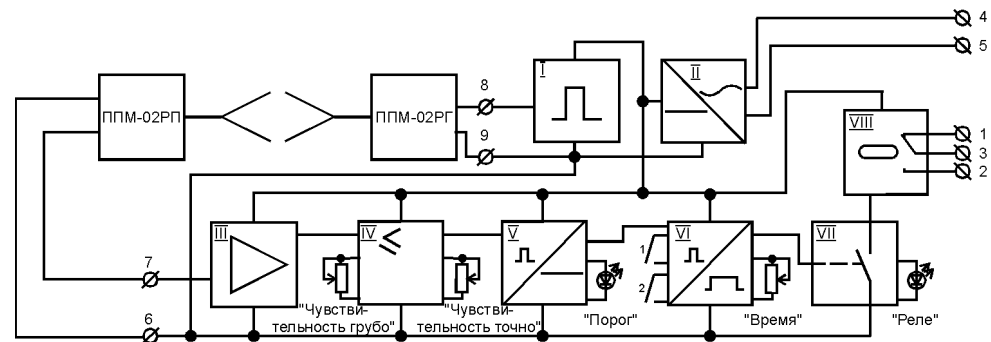 4
5
I
II
8
ППМ-02РП
ППМ-02РГ
9
VIII
1
3
2
III
IV
V
VI
VII
1
2
7
"Чувстви-
тельность грубо"
"Чувстви-
тельность точно"
"Порог"
"Время"
"Реле"
6